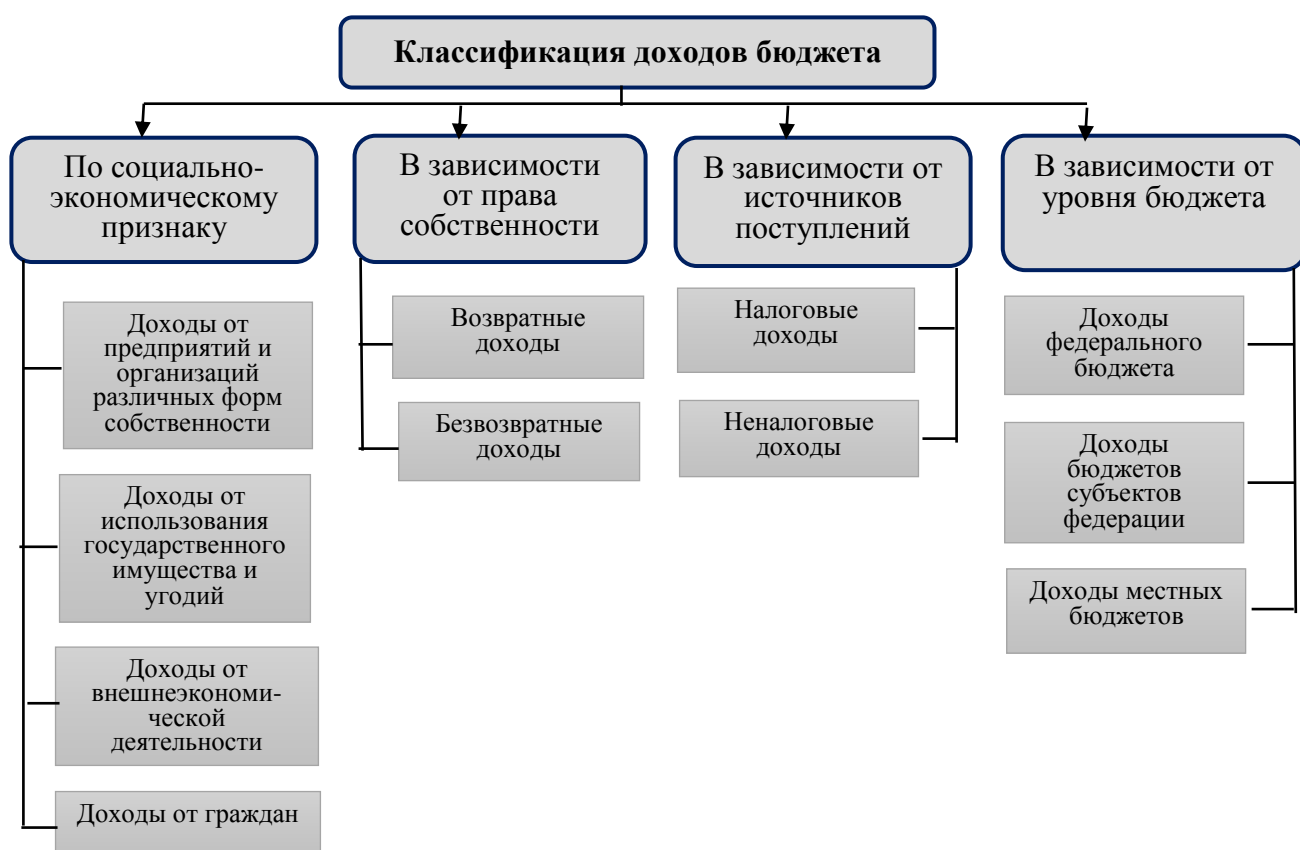 Классификация доходов бюджета
По социально-
экономическому
признаку
Доходы от
предприятий и
организаций
различных форм
собственности
Доходы от
использования
государственного
имущества и
угодий
Доходы от
внешнеэкономи-
ческой
деятельности
Доходы от граждан
В зависимости
от права
собственности
Возвратные
доходы
Безвозвратные
доходы
В зависимости от
источников
поступлений
Налоговые
доходы
Неналоговые
доходы
В зависимости от
уровня бюджета
Доходы
федерального
бюджета
Доходы
бюджетов
субъектов
федерации
Доходы местных
бюджетов